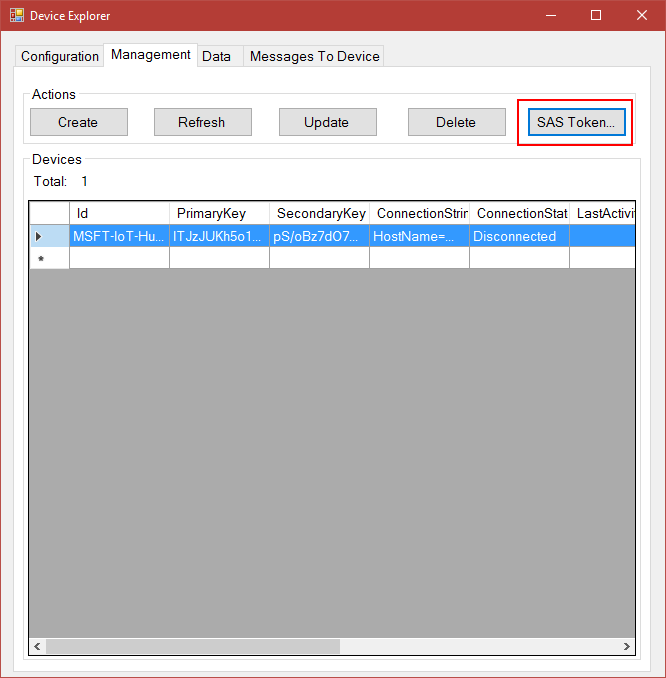 Device Explorer
Configuration Management Data Messages To Device
Actions
Create Refresh Update Delete SAS Token...
Devices
Total: 1
Id PrimaryKey SecondaryKey ConnectionStrin ConnectionStat LastActivit
MSFT-IoT-Hu... ITJzJUKh5o1... pS/oBz7dO7... HostName=... Disconnected